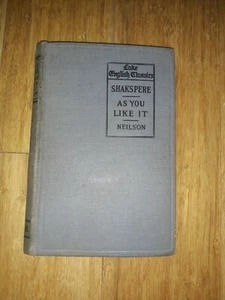 Lake
English Classics
SHAKSPERE
AS YOU
LIKE IT
NEILSON